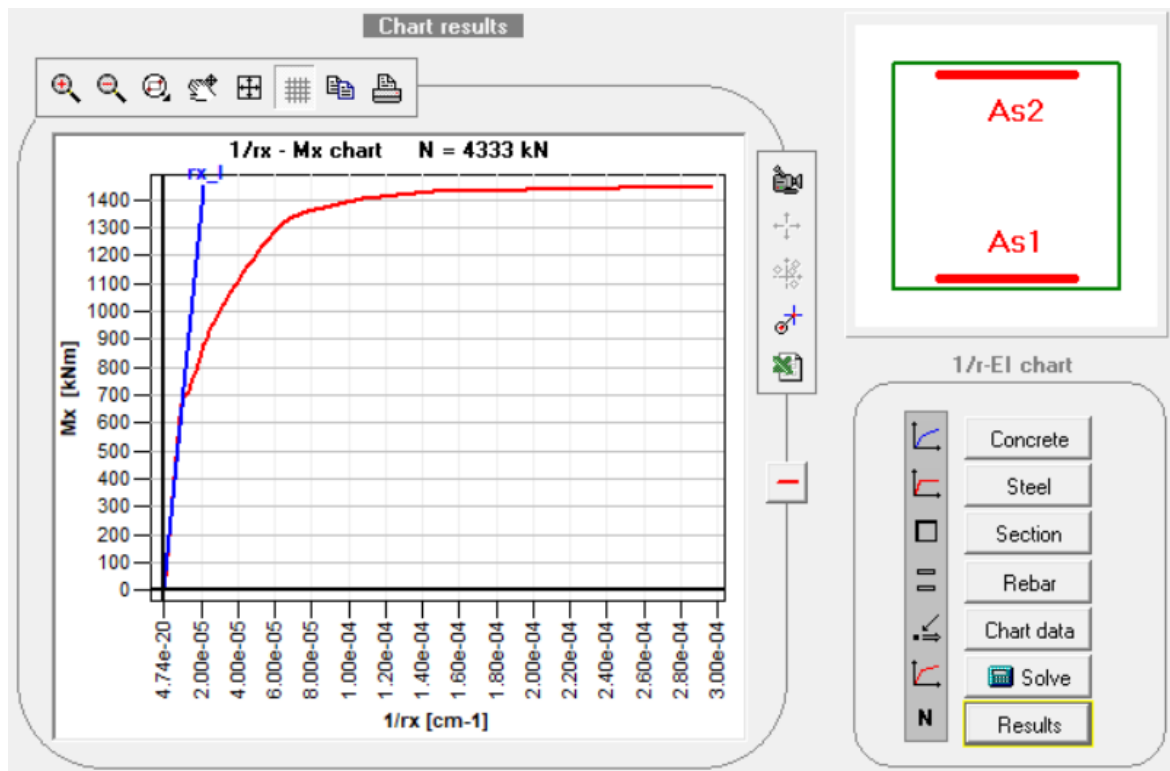 Chart results
1/rx - Mx chart N = 4333 kN
rx_I
1400
1300
1200
1100
1000
900
800
700
600
500
400
300
200
100
0
Mx [kNm]
4.74e-20
2.00e-05
4.00e-05
6.00e-05
8.00e-05
1.00e-04
1.20e-04
1.40e-04
1.60e-04
1.80e-04
2.00e-04
2.20e-04
2.40e-04
2.60e-04
2.80e-04
3.00e-04
1/rx [cm-1]
As2
As1
1/r-EI chart
Concrete
Steel
Section
Rebar
Chart data
Solve
N Results